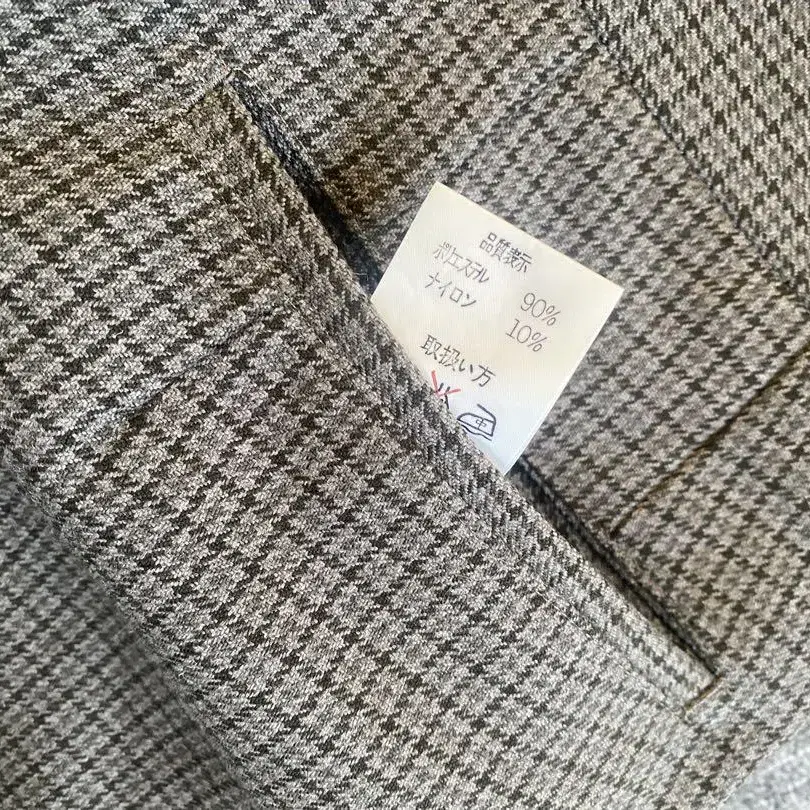 品質表示
ポリエステル 90%
ナイロン 10%
取扱い方
中